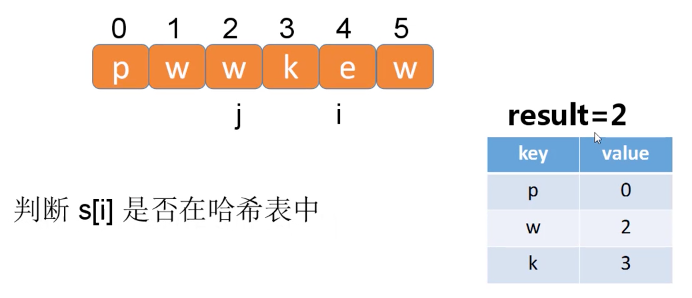 0 1 2 3 4 5
p w w k e w
j i
result=2
key value
p 0
w 2
k 3
判断 s[i] 是否在哈希表中